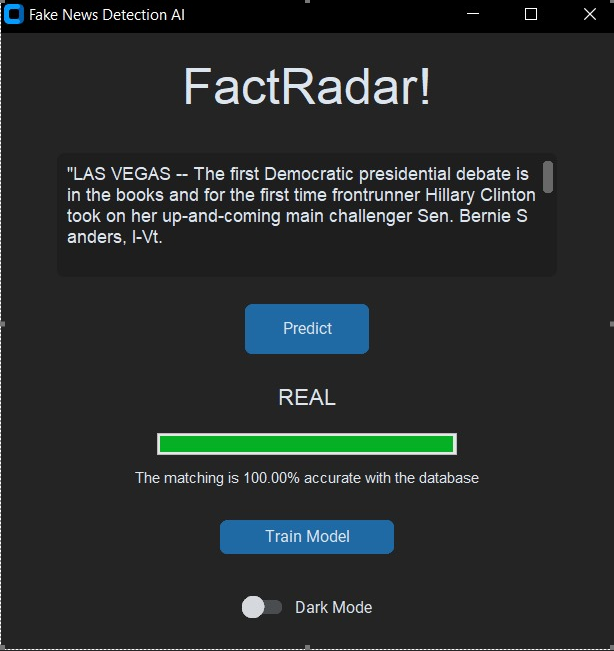 Fake News Detection AI
FactRadar!
"LAS VEGAS -- The first Democratic presidential debate is
in the books and for the first time frontrunner Hillary Clinton
took on her up-and-coming main challenger Sen. Bernie S
anders, I-Vt.
Predict
REAL
The matching is 100.00% accurate with the database
Train Model
Dark Mode